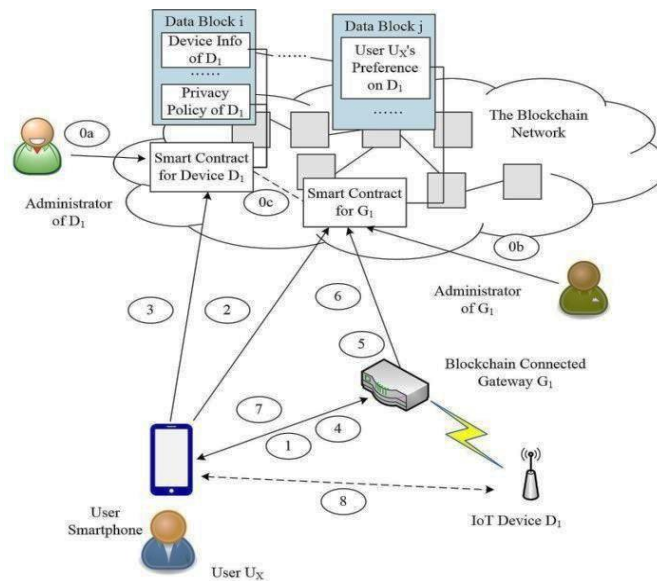 Data Block i
Device Info
of D₁
......
Privacy
Policy of D₁
......
Data Block j
User Uₓ's
Preference
on D₁
......
The Blockchain
Network
0a
Smart Contract
for Device D₁
0c
Smart Contract
for G₁
Administrator
of D₁
0b
Administrator
of G₁
3
2
6
5
Blockchain Connected
Gateway G₁
7
4
1
8
User
Smartphone
IoT Device D₁
User Uₓ